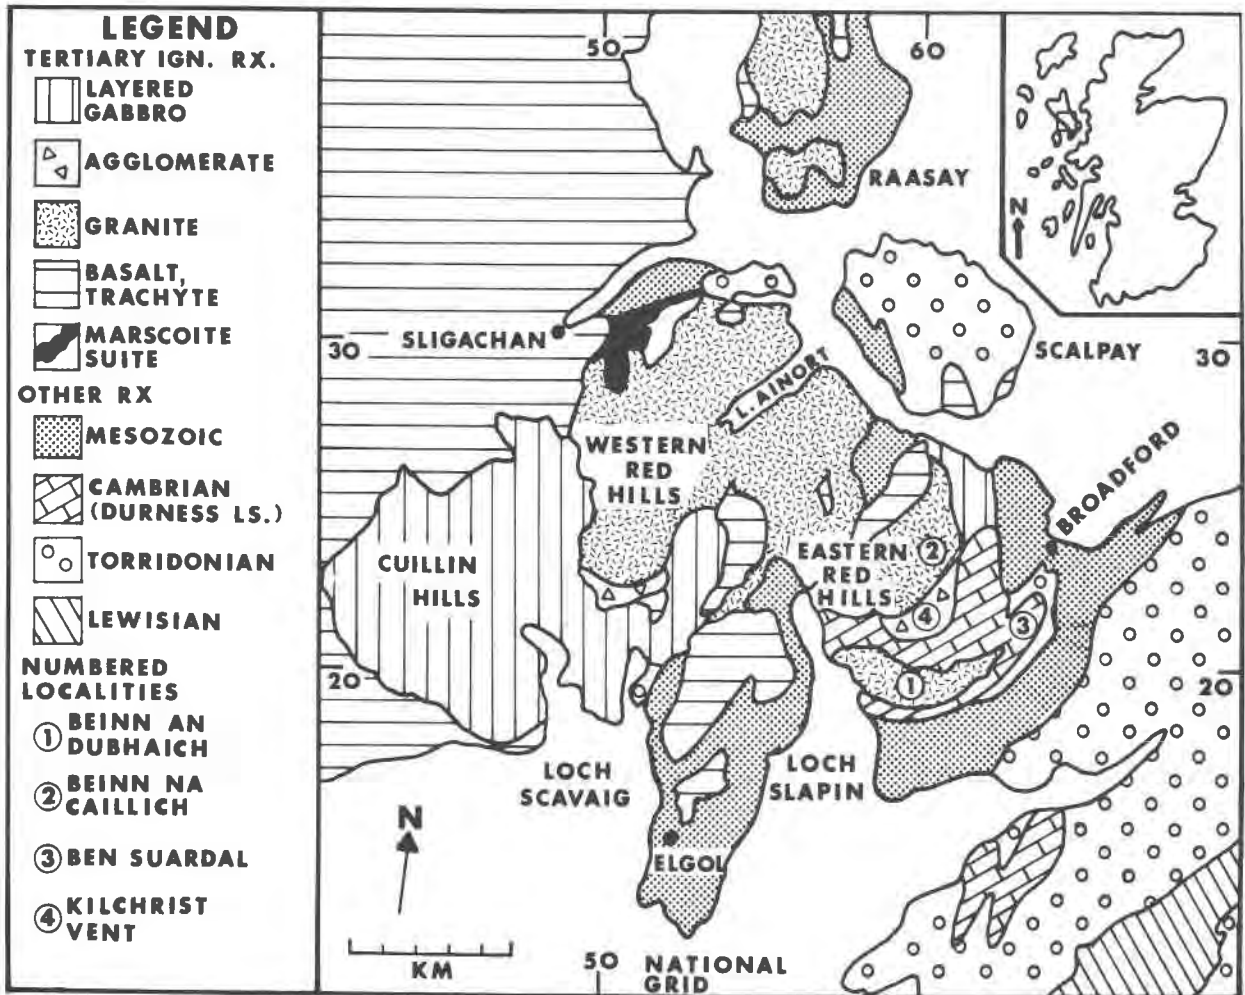 LEGEND
TERTIARY IGN. RX.
LAYERED
GABBRO
AGGLOMERATE
GRANITE
BASALT,
TRACHYTE
MARSCOITE
SUITE
OTHER RX
MESOZOIC
CAMBRIAN
(DURNESS LS.)
TORRIDONIAN
LEWISIAN
NUMBERED
LOCALITIES
1 BEINN AN
DUBHAICH
2 BEINN NA
CAILLICH
3 BEN SUARDAL
4 KILCHRIST
VENT
50
60
RAASAY
N
SLIGACHAN
30
SCALPAY
30
L. AINORT
WESTERN
RED
HILLS
BROADFORD
CUILLIN
HILLS
EASTERN
RED
HILLS
2
4
3
1
20
20
LOCH
SCAVAIG
LOCH
SLAPIN
N
ELGOL
KM
50 NATIONAL
GRID